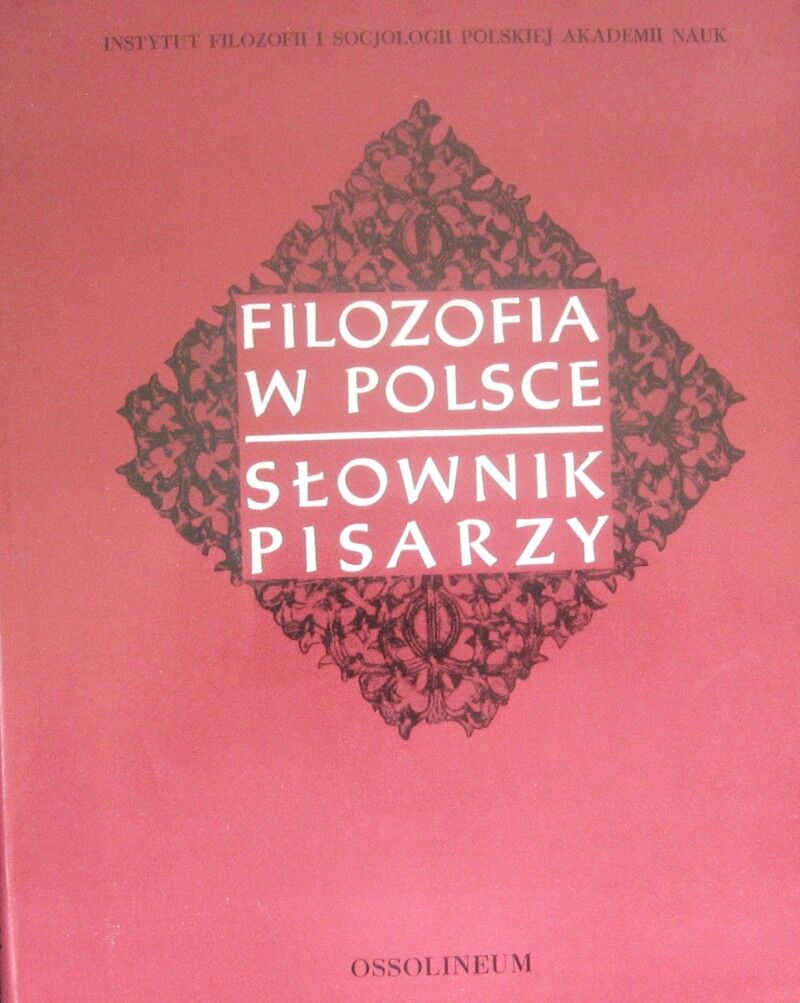 INSTYTUT FILOZOFII I SOCJOLOGII POLSKIEJ AKADEMII NAUK
FILOZOFIA
W POLSCE
SŁOWNIK
PISARZY
OSSOLINEUM